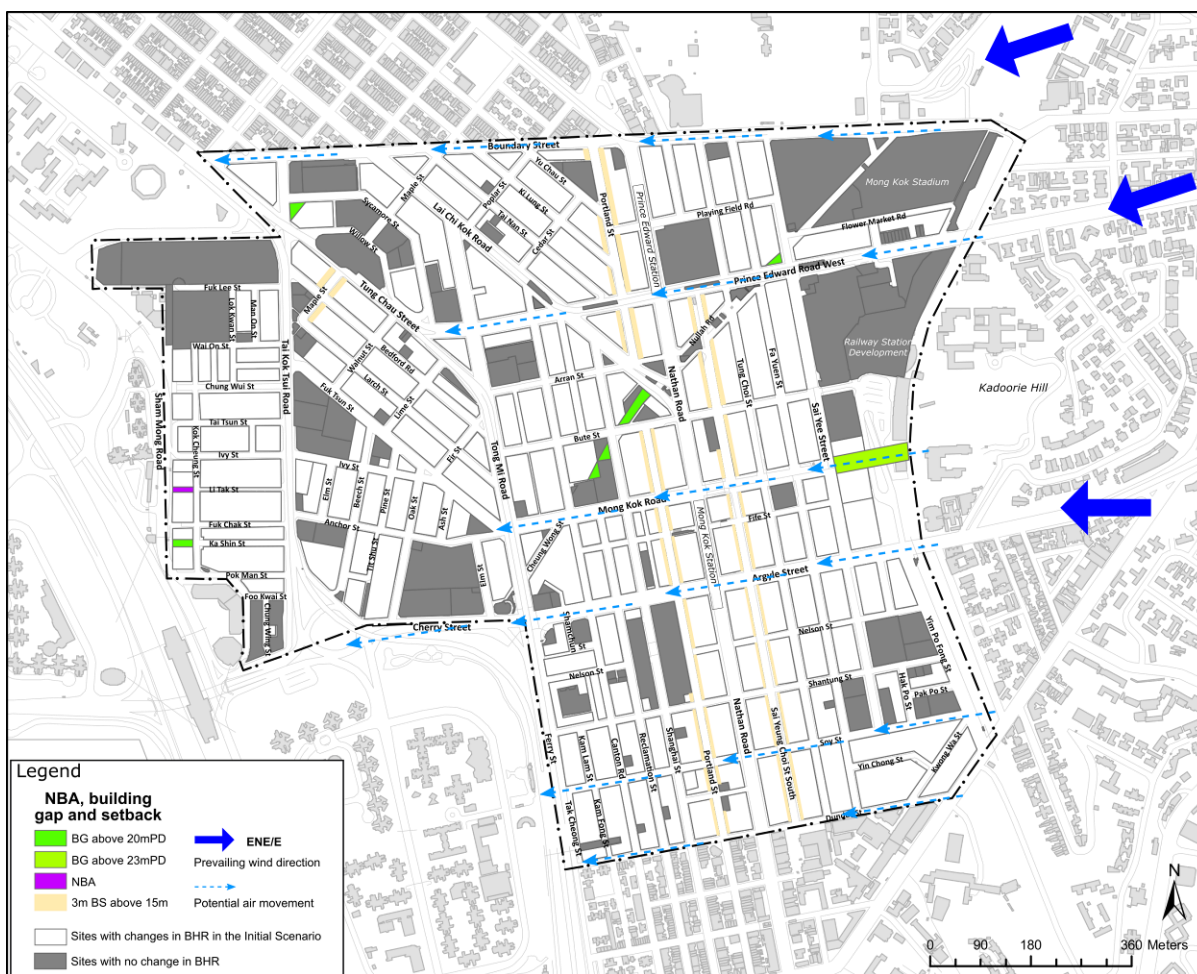 Boundary Street
Mong Kok Stadium
Yu Chau St
Maple St
Poplar St
Ki Lung St
Tai Nan St
Cedar St
Sycamore St
Willow St
Lai Chi Kok Road
Portland St
Prince Edward Station
Playing Field Rd
Flower Market Rd
Prince Edward Road West
Fuk Lee St
Lok Kwan St
Man On St
Maple St
Tung Chau Street
Wai On St
Tai Kok Tsui Road
Walnut St
Bedford Rd
Nullah Rd
Railway Station
Development
Kadoorie Hill
Chung Wui St
Larch St
Lime St
Fuk Tsun St
Arran St
Nathan Road
Tung Choi St
Fa Yuen St
Sai Yee Street
Sham Mong Road
Kok Cheung St
Tai Tsun St
Ivy St
Fir St
Tong Mi Road
Bute St
Li Tak St
Ivy St
Elm St
Beech St
Pine St
Oak St
Ash St
Mong Kok Road
Fuk Chak St
Anchor St
Cheung Wong St
Mong Kok Station
Fife St
Ka Shin St
Tit Shu St
Elm St
Argyle Street
Pok Man St
Foo Kwai St
Chung Wing St
Cherry Street
Shamchun St
Nelson St
Nelson St
Yim Po Fong St
Shantung St
Hak Po St
Pak Po St
Ferry St
Kam Lam St
Canton Rd
Reclamation St
Shanghai St
Portland St
Nathan Road
Sai Yeung Choi St South
Soy St
Yin Chong St
Kwong Wa St
Tak Cheong St
Kam Fong St
Legend
NBA, building
gap and setback
BG above 20mPD
BG above 23mPD
NBA
3m BS above 15m
ENE/E
Prevailing wind direction
Potential air movement
Sites with changes in BHR in the Initial Scenario
Sites with no change in BHR
N
0 90 180 360 Meters